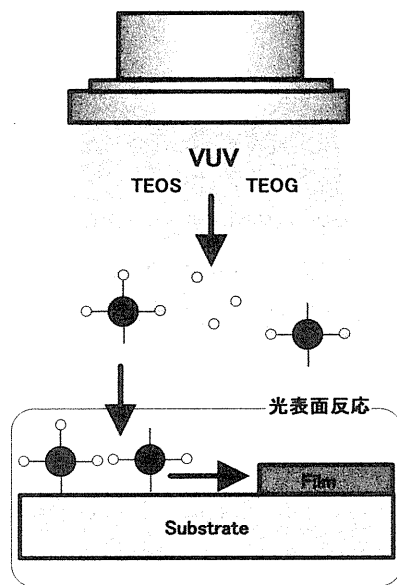 VUV
TEOS TEOG
光表面反応
Film
Substrate